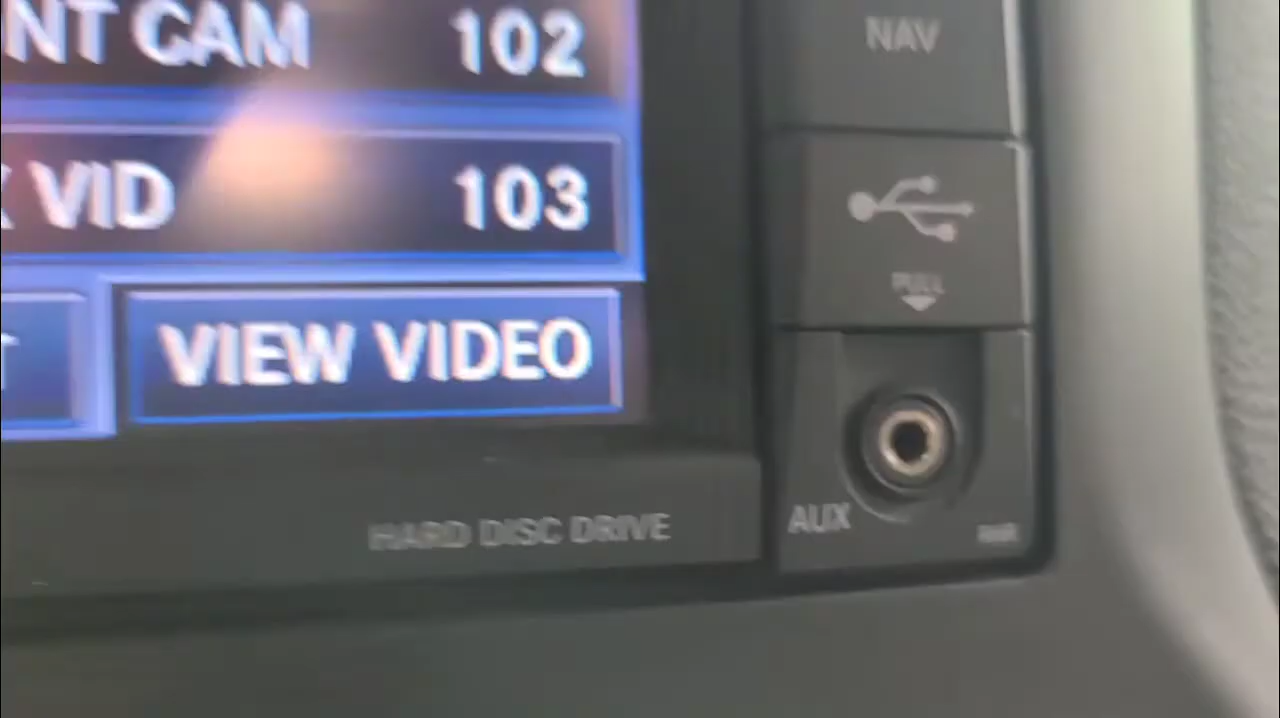 NT CAM 102
NAV
VID 103
PULL
VIEW VIDEO
HARD DISC DRIVE
AUX